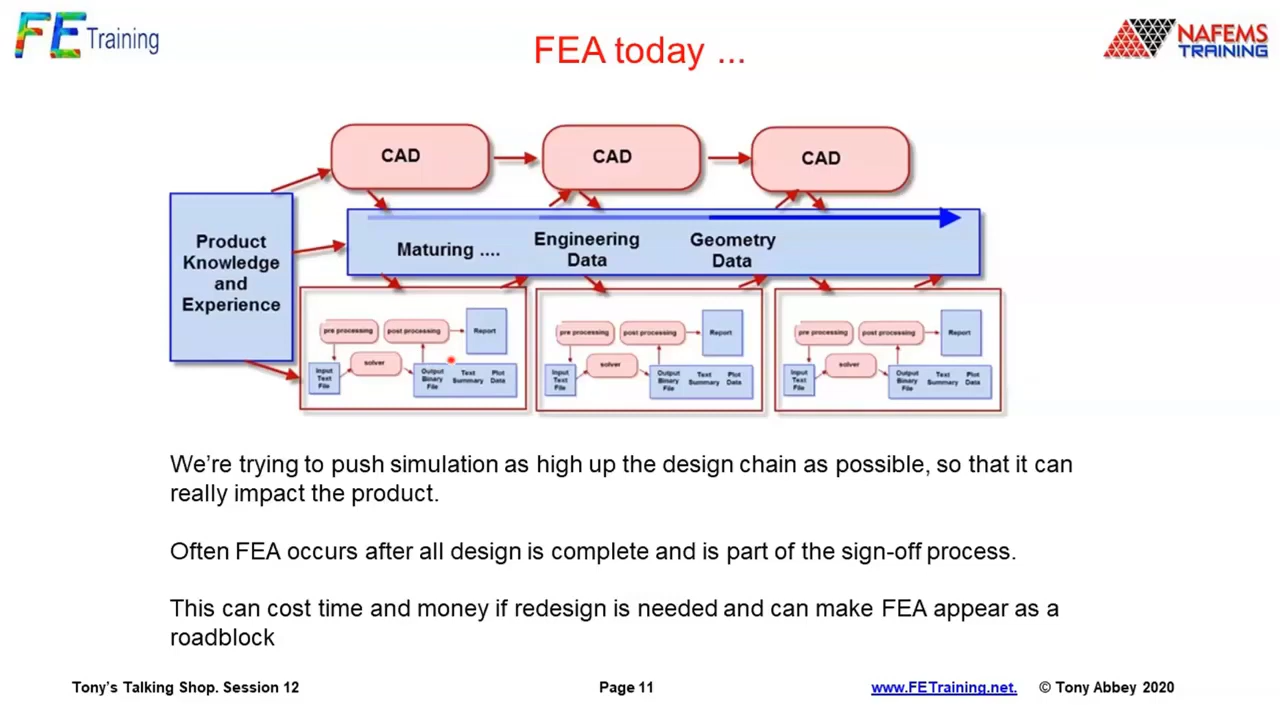 FE Training
FEA today ...
NAFEMS
TRAINING
CAD
CAD
CAD
Product
Knowledge
and
Experience
Maturing ....
Engineering
Data
Geometry
Data
pre processing
post processing
Report
solver
Input
Text
File
Output
Binary
File
Text
Summary
Plot
Data
pre processing
post processing
Report
solver
Input
Text
File
Output
Binary
File
Text
Summary
Plot
Data
pre processing
post processing
Report
solver
Input
Text
File
Output
Binary
File
Text
Summary
Plot
Data
We’re trying to push simulation as high up the design chain as possible, so that it can
really impact the product.
Often FEA occurs after all design is complete and is part of the sign-off process.
This can cost time and money if redesign is needed and can make FEA appear as a
roadblock
Tony’s Talking Shop. Session 12
Page 11
www.FETraining.net.
© Tony Abbey 2020